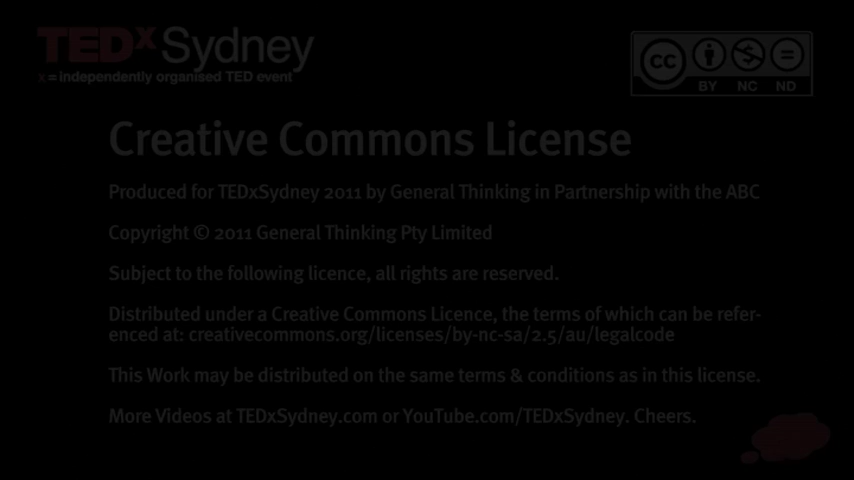 TEDxSydney
x = independently organised TED event
cc
BY NC ND
Creative Commons License
Produced for TEDxSydney 2011 by General Thinking in Partnership with the ABC
Copyright © 2011 General Thinking Pty Limited
Subject to the following licence, all rights are reserved.
Distributed under a Creative Commons Licence, the terms of which can be refer-
enced at: creativecommons.org/licenses/by-nc-sa/2.5/au/legalcode
This Work may be distributed on the same terms & conditions as in this license.
More Videos at TEDxSydney.com or YouTube.com/TEDxSydney. Cheers.